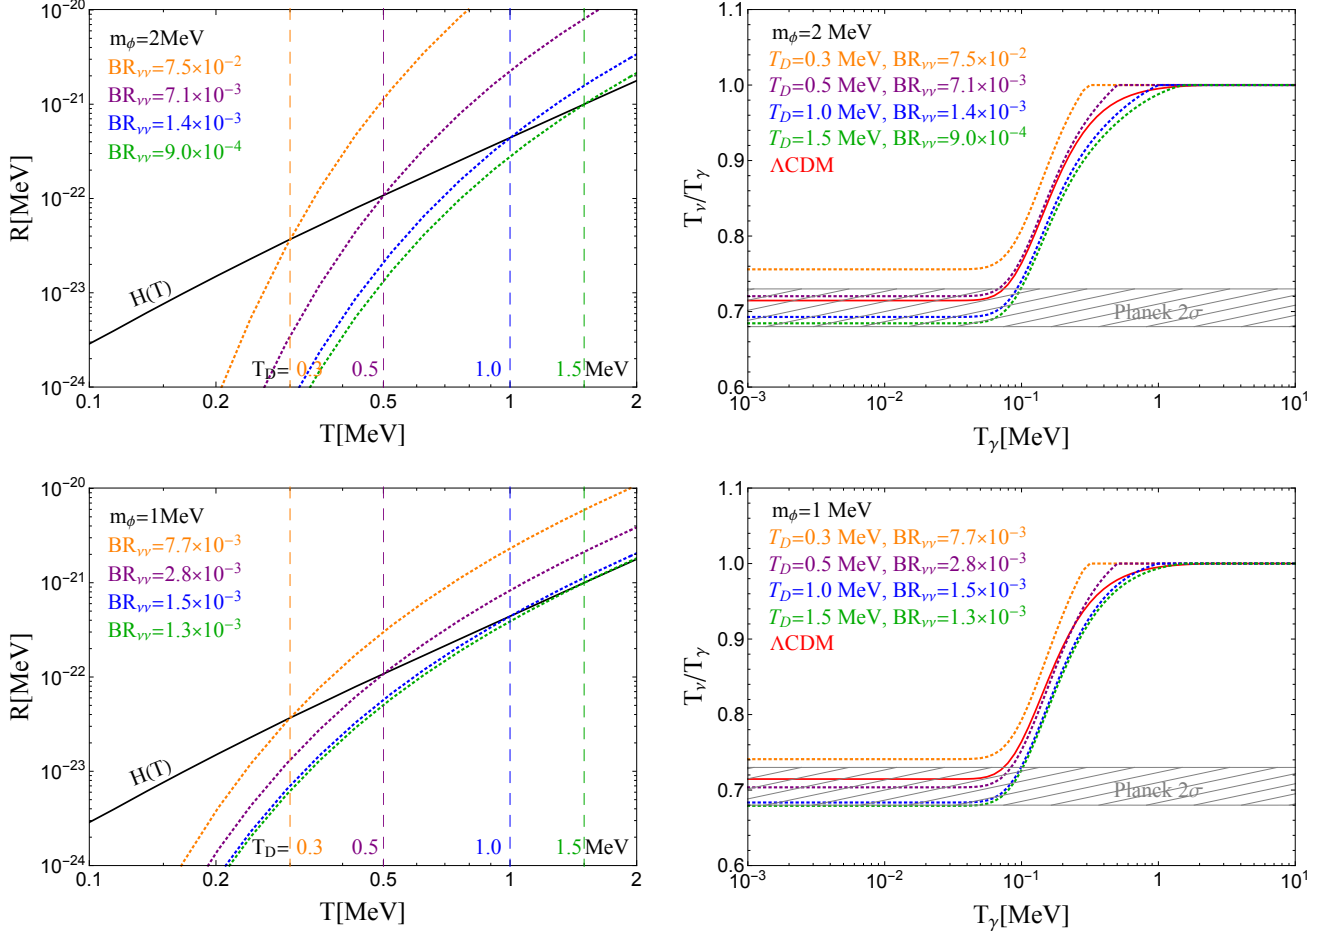 m_ϕ=2MeV
BR_νν=7.5×10^-2
BR_νν=7.1×10^-3
BR_νν=1.4×10^-3
BR_νν=9.0×10^-4
H(T)
T_D= 0.3 0.5 1.0 1.5 MeV
10^-20
10^-21
10^-22
10^-23
10^-24
R[MeV]
0.1 0.2 0.5 1 2
T[MeV]
m_ϕ=2 MeV
T_D=0.3 MeV, BR_νν=7.5×10^-2
T_D=0.5 MeV, BR_νν=7.1×10^-3
T_D=1.0 MeV, BR_νν=1.4×10^-3
T_D=1.5 MeV, BR_νν=9.0×10^-4
ΛCDM
Planck 2σ
1.1
1.0
0.9
0.8
0.7
0.6
T_ν/T_γ
10^-3 10^-2 10^-1 1 10^1
T_γ[MeV]
m_ϕ=1MeV
BR_νν=7.7×10^-3
BR_νν=2.8×10^-3
BR_νν=1.5×10^-3
BR_νν=1.3×10^-3
H(T)
T_D= 0.3 0.5 1.0 1.5 MeV
10^-20
10^-21
10^-22
10^-23
10^-24
R[MeV]
0.1 0.2 0.5 1 2
T[MeV]
m_ϕ=1 MeV
T_D=0.3 MeV, BR_νν=7.7×10^-3
T_D=0.5 MeV, BR_νν=2.8×10^-3
T_D=1.0 MeV, BR_νν=1.5×10^-3
T_D=1.5 MeV, BR_νν=1.3×10^-3
ΛCDM
Planck 2σ
1.1
1.0
0.9
0.8
0.7
0.6
T_ν/T_γ
10^-3 10^-2 10^-1 1 10^1
T_γ[MeV]